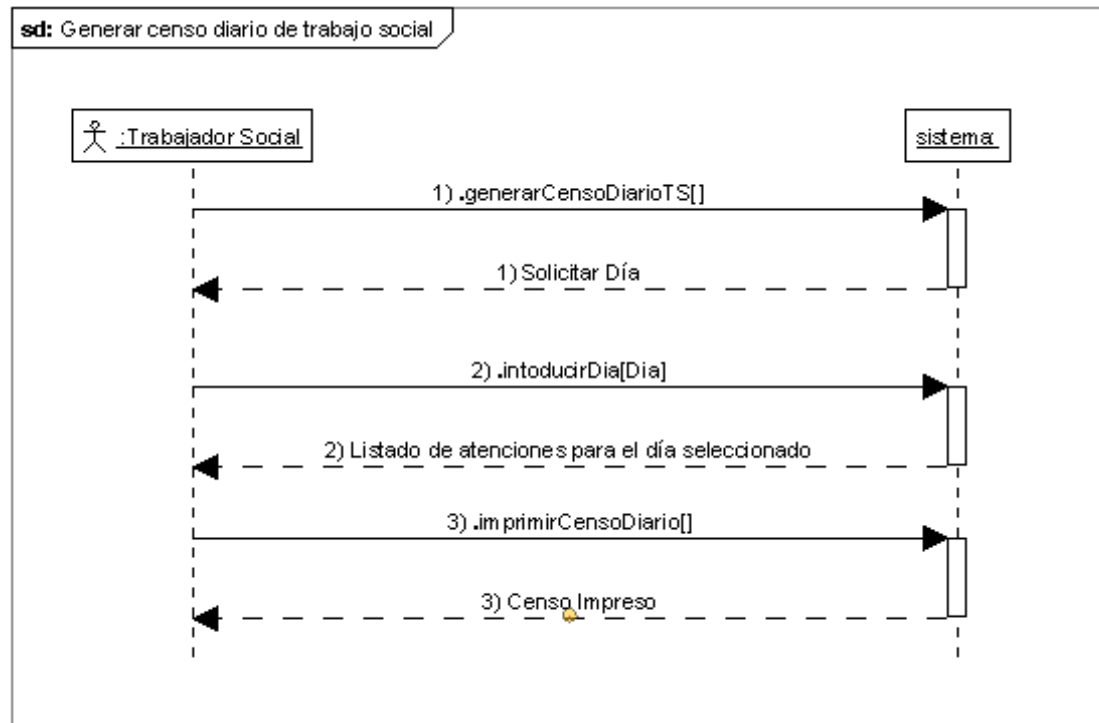 sd: Generar censo diario de trabajo social
:Trabajador Social
sistema:
1) .generarCensoDiarioTS[]
1) Solicitar Día
2) .intoducirDia[Dia]
2) Listado de atenciones para el día seleccionado
3) .imprimirCensoDiario[]
3) Censo Impreso